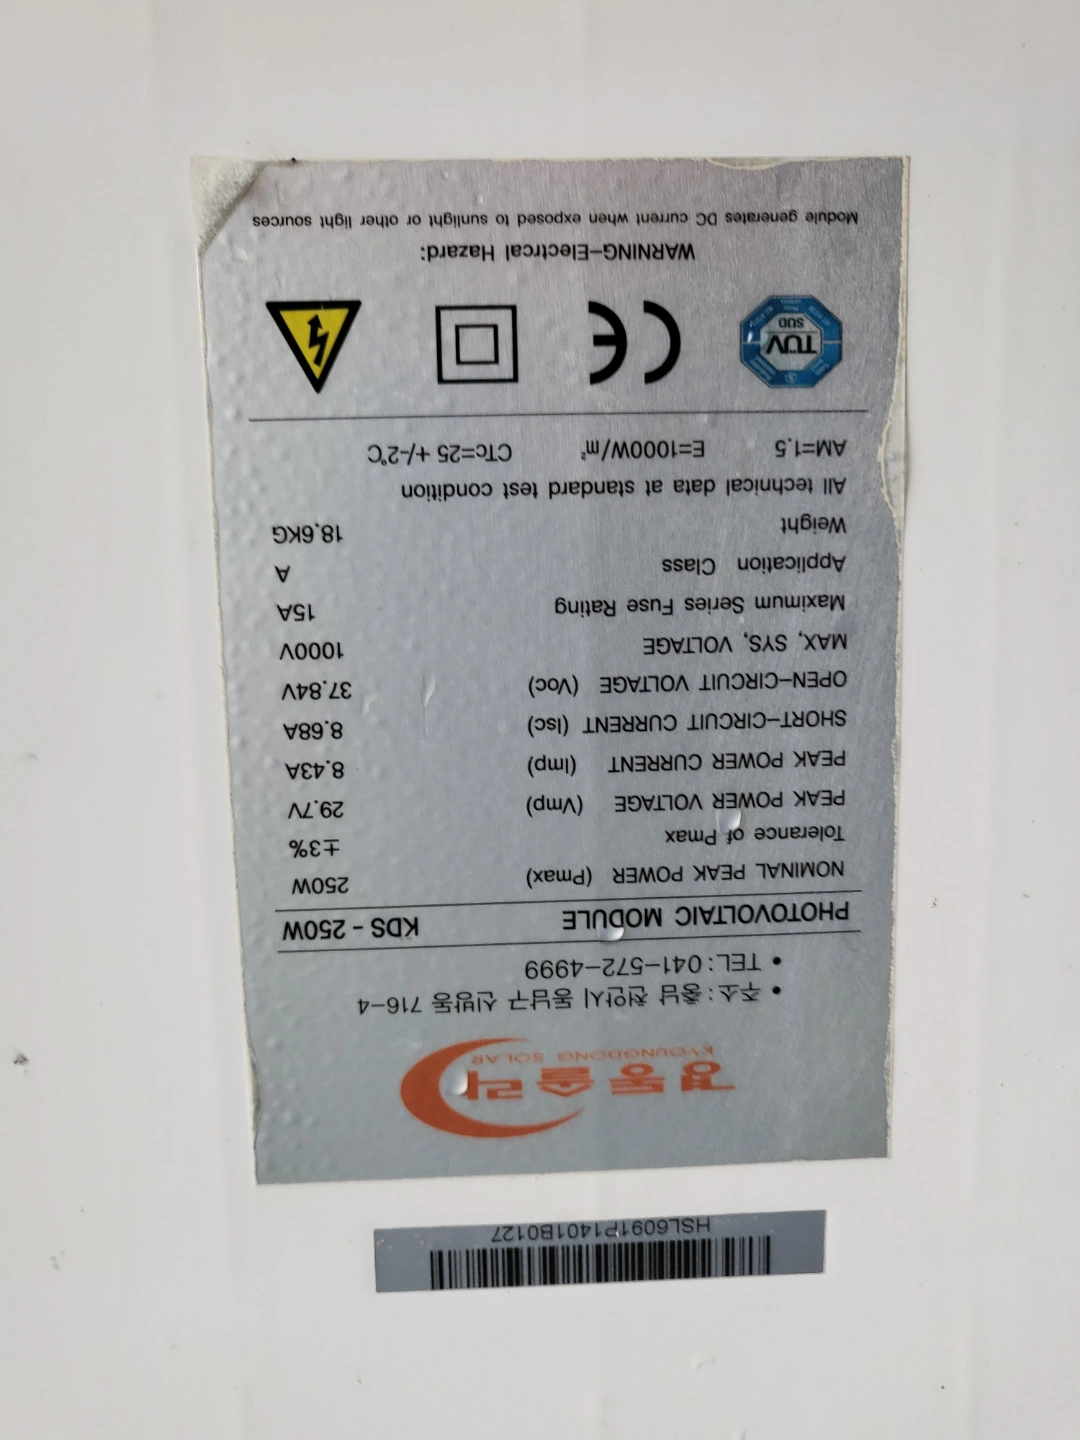 경동솔라
KYOUNGDONG SOLAR
• 주소 : 충남 천안시 동남구 신방동 716-4
• TEL : 041-572-4999
PHOTOVOLTAIC MODULE KDS - 250W
NOMINAL PEAK POWER (Pmax) 250W
Tolerance of Pmax ±3%
PEAK POWER VOLTAGE (Vmp) 29.7V
PEAK POWER CURRENT (Imp) 8.43A
SHORT-CIRCUIT CURRENT (Isc) 8.68A
OPEN-CIRCUIT VOLTAGE (Voc) 37.84V
MAX, SYS, VOLTAGE 1000V
Maximum Series Fuse Rating 15A
Application Class A
Weight 18.6KG
All technical data at standard test condition
AM=1.5 E=1000W/m² CTc=25 +/-2℃
TÜV
SÜD
CE
WARNING-Electrcal Hazard:
Module generates DC current when exposed to sunlight or other light sources
HSL6091P1401B0127